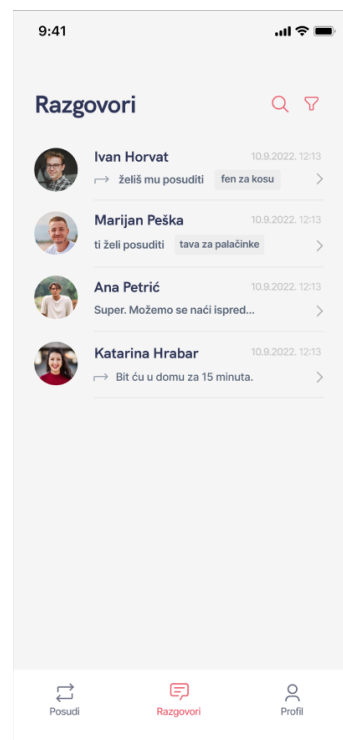 9:41
Razgovori
Ivan Horvat 10.9.2022. 12:13
želiš mu posuditi fen za kosu
Marijan Peška 10.9.2022. 12:13
ti želi posuditi tava za palačinke
Ana Petrić 10.9.2022. 12:13
Super. Možemo se naći ispred...
Katarina Hrabar 10.9.2022. 12:13
Bit ću u domu za 15 minuta.
Posudi Razgovori Profil